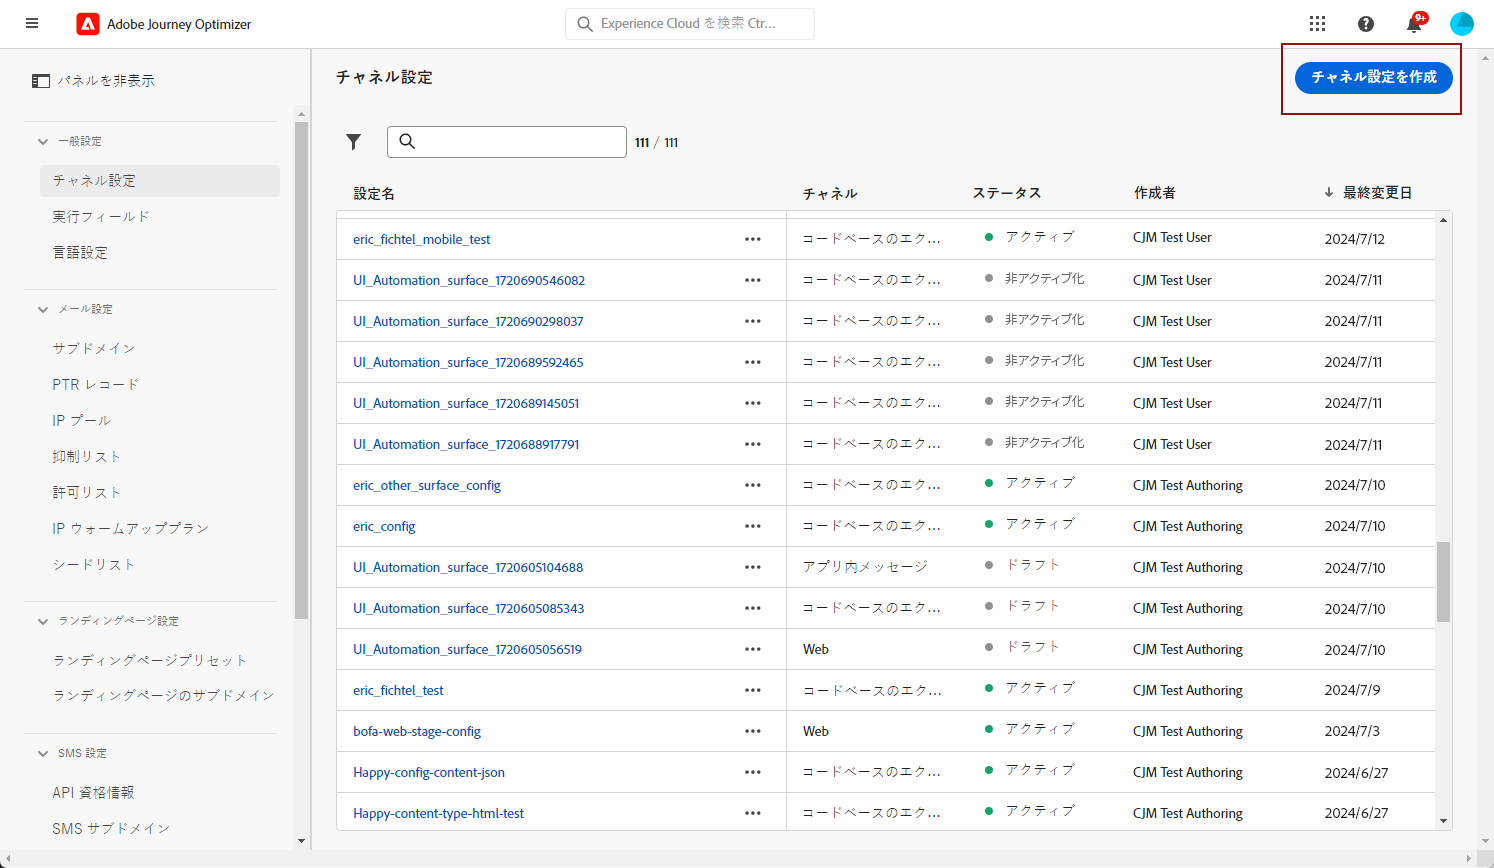 Adobe Journey Optimizer
Experience Cloud を検索 Ctr...
9+
パネルを非表示
一般設定
チャネル設定
実行フィールド
言語設定
メール設定
サブドメイン
PTR レコード
IP プール
抑制リスト
許可リスト
IP ウォームアッププラン
シードリスト
ランディングページ設定
ランディングページプリセット
ランディングページのサブドメイン
SMS 設定
API 資格情報
SMS サブドメイン
チャネル設定
チャネル設定を作成
111 / 111
設定名 チャネル ステータス 作成者 ↓ 最終変更日
eric_fichtel_mobile_test ••• コードベースのエク... アクティブ CJM Test User 2024/7/12
UI_Automation_surface_1720690546082 ••• コードベースのエク... 非アクティブ化 CJM Test User 2024/7/11
UI_Automation_surface_1720690298037 ••• コードベースのエク... 非アクティブ化 CJM Test User 2024/7/11
UI_Automation_surface_1720689592465 ••• コードベースのエク... 非アクティブ化 CJM Test User 2024/7/11
UI_Automation_surface_1720689145051 ••• コードベースのエク... 非アクティブ化 CJM Test User 2024/7/11
UI_Automation_surface_1720688917791 ••• コードベースのエク... 非アクティブ化 CJM Test User 2024/7/11
eric_other_surface_config ••• コードベースのエク... アクティブ CJM Test Authoring 2024/7/10
eric_config ••• コードベースのエク... アクティブ CJM Test Authoring 2024/7/10
UI_Automation_surface_1720605104688 ••• アプリ内メッセージ ドラフト CJM Test Authoring 2024/7/10
UI_Automation_surface_1720605085343 ••• コードベースのエク... ドラフト CJM Test Authoring 2024/7/10
UI_Automation_surface_1720605056519 ••• Web ドラフト CJM Test Authoring 2024/7/10
eric_fichtel_test ••• コードベースのエク... アクティブ CJM Test Authoring 2024/7/9
bofa-web-stage-config ••• Web アクティブ CJM Test Authoring 2024/7/3
Happy-config-content-json ••• コードベースのエク... アクティブ CJM Test Authoring 2024/6/27
Happy-content-type-html-test ••• コードベースのエク... アクティブ CJM Test Authoring 2024/6/27